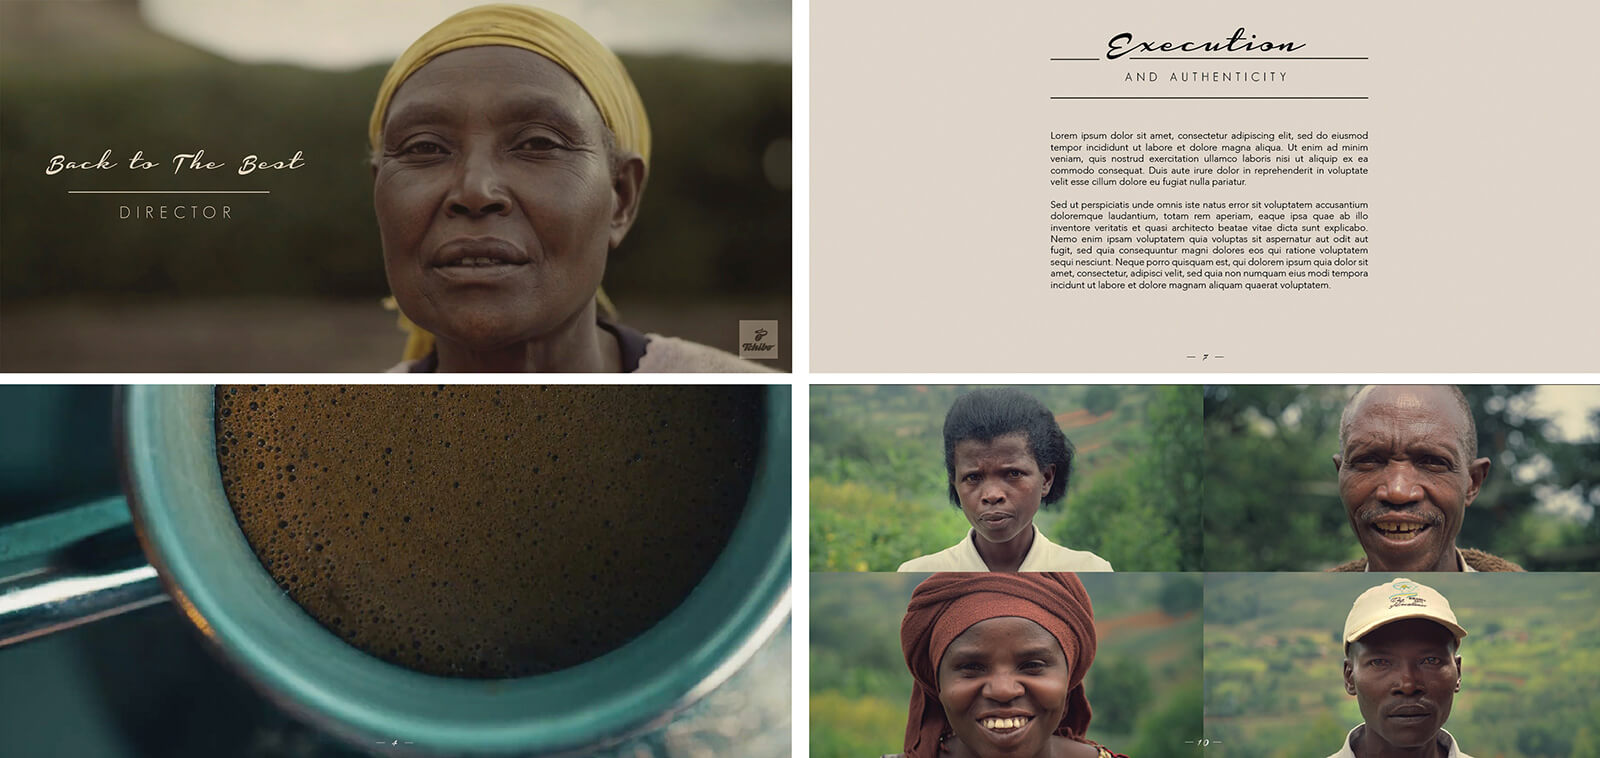 Back to The Best
DIRECTOR
Tchibo
Execution
AND AUTHENTICITY
Lorem ipsum dolor sit amet, consectetur adipiscing elit, sed do eiusmod
tempor incididunt ut labore et dolore magna aliqua. Ut enim ad minim
veniam, quis nostrud exercitation ullamco laboris nisi ut aliquip ex ea
commodo consequat. Duis aute irure dolor in reprehenderit in voluptate
velit esse cillum dolore eu fugiat nulla pariatur.
Sed ut perspiciatis unde omnis iste natus error sit voluptatem accusantium
doloremque laudantium, totam rem aperiam, eaque ipsa quae ab illo
inventore veritatis et quasi architecto beatae vitae dicta sunt explicabo.
Nemo enim ipsam voluptatem quia voluptas sit aspernatur aut odit aut
fugit, sed quia consequuntur magni dolores eos qui ratione voluptatem
sequi nesciunt. Neque porro quisquam est, qui dolorem ipsum quia dolor sit
amet, consectetur, adipisci velit, sed quia non numquam eius modi tempora
incidunt ut labore et dolore magnam aliquam quaerat voluptatem.
— 7 —
— 4 —
— 10 —